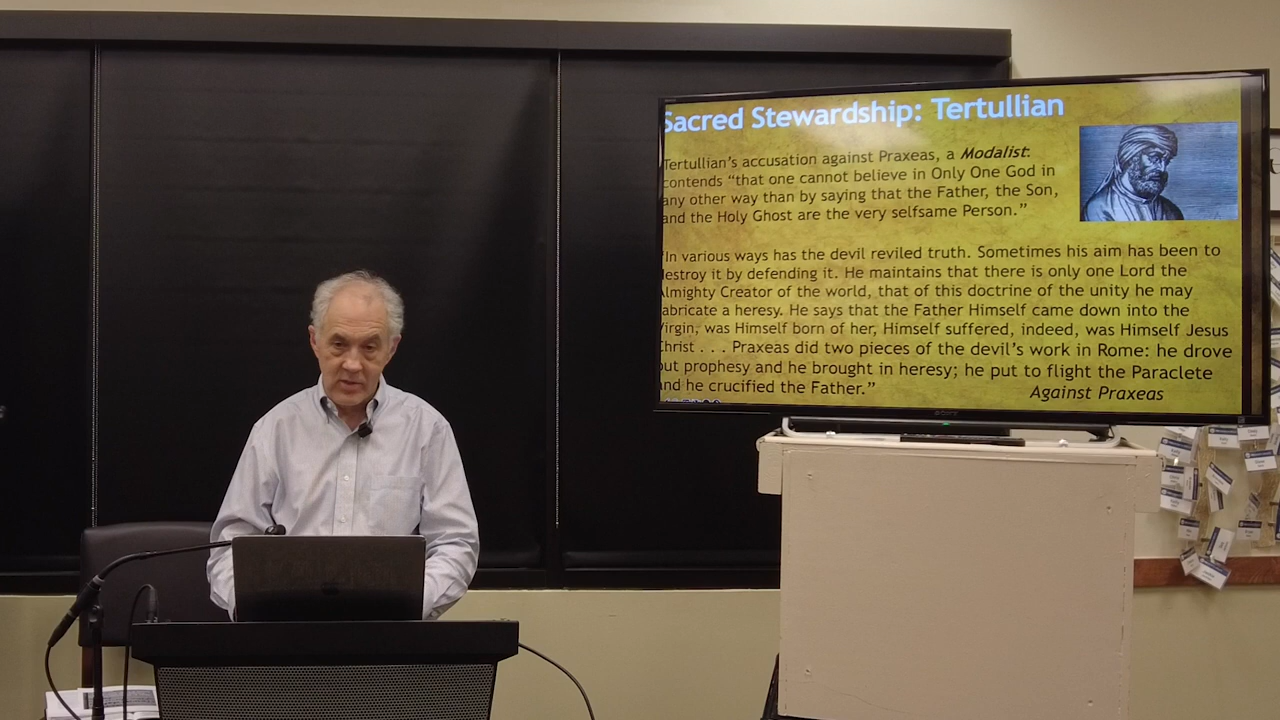 Sacred Stewardship: Tertullian
Tertullian's accusation against Praxeas, a Modalist:
contends "that one cannot believe in Only One God in
any other way than by saying that the Father, the Son,
and the Holy Ghost are the very selfsame Person."
"In various ways has the devil reviled truth. Sometimes his aim has been to
destroy it by defending it. He maintains that there is only one Lord the
Almighty Creator of the world, that of this doctrine of the unity he may
fabricate a heresy. He says that the Father Himself came down into the
Virgin, was Himself born of her, Himself suffered, indeed, was Himself Jesus
Christ . . . Praxeas did two pieces of the devil's work in Rome: he drove
out prophesy and he brought in heresy; he put to flight the Paraclete
and he crucified the Father."
Against Praxeas
SONY